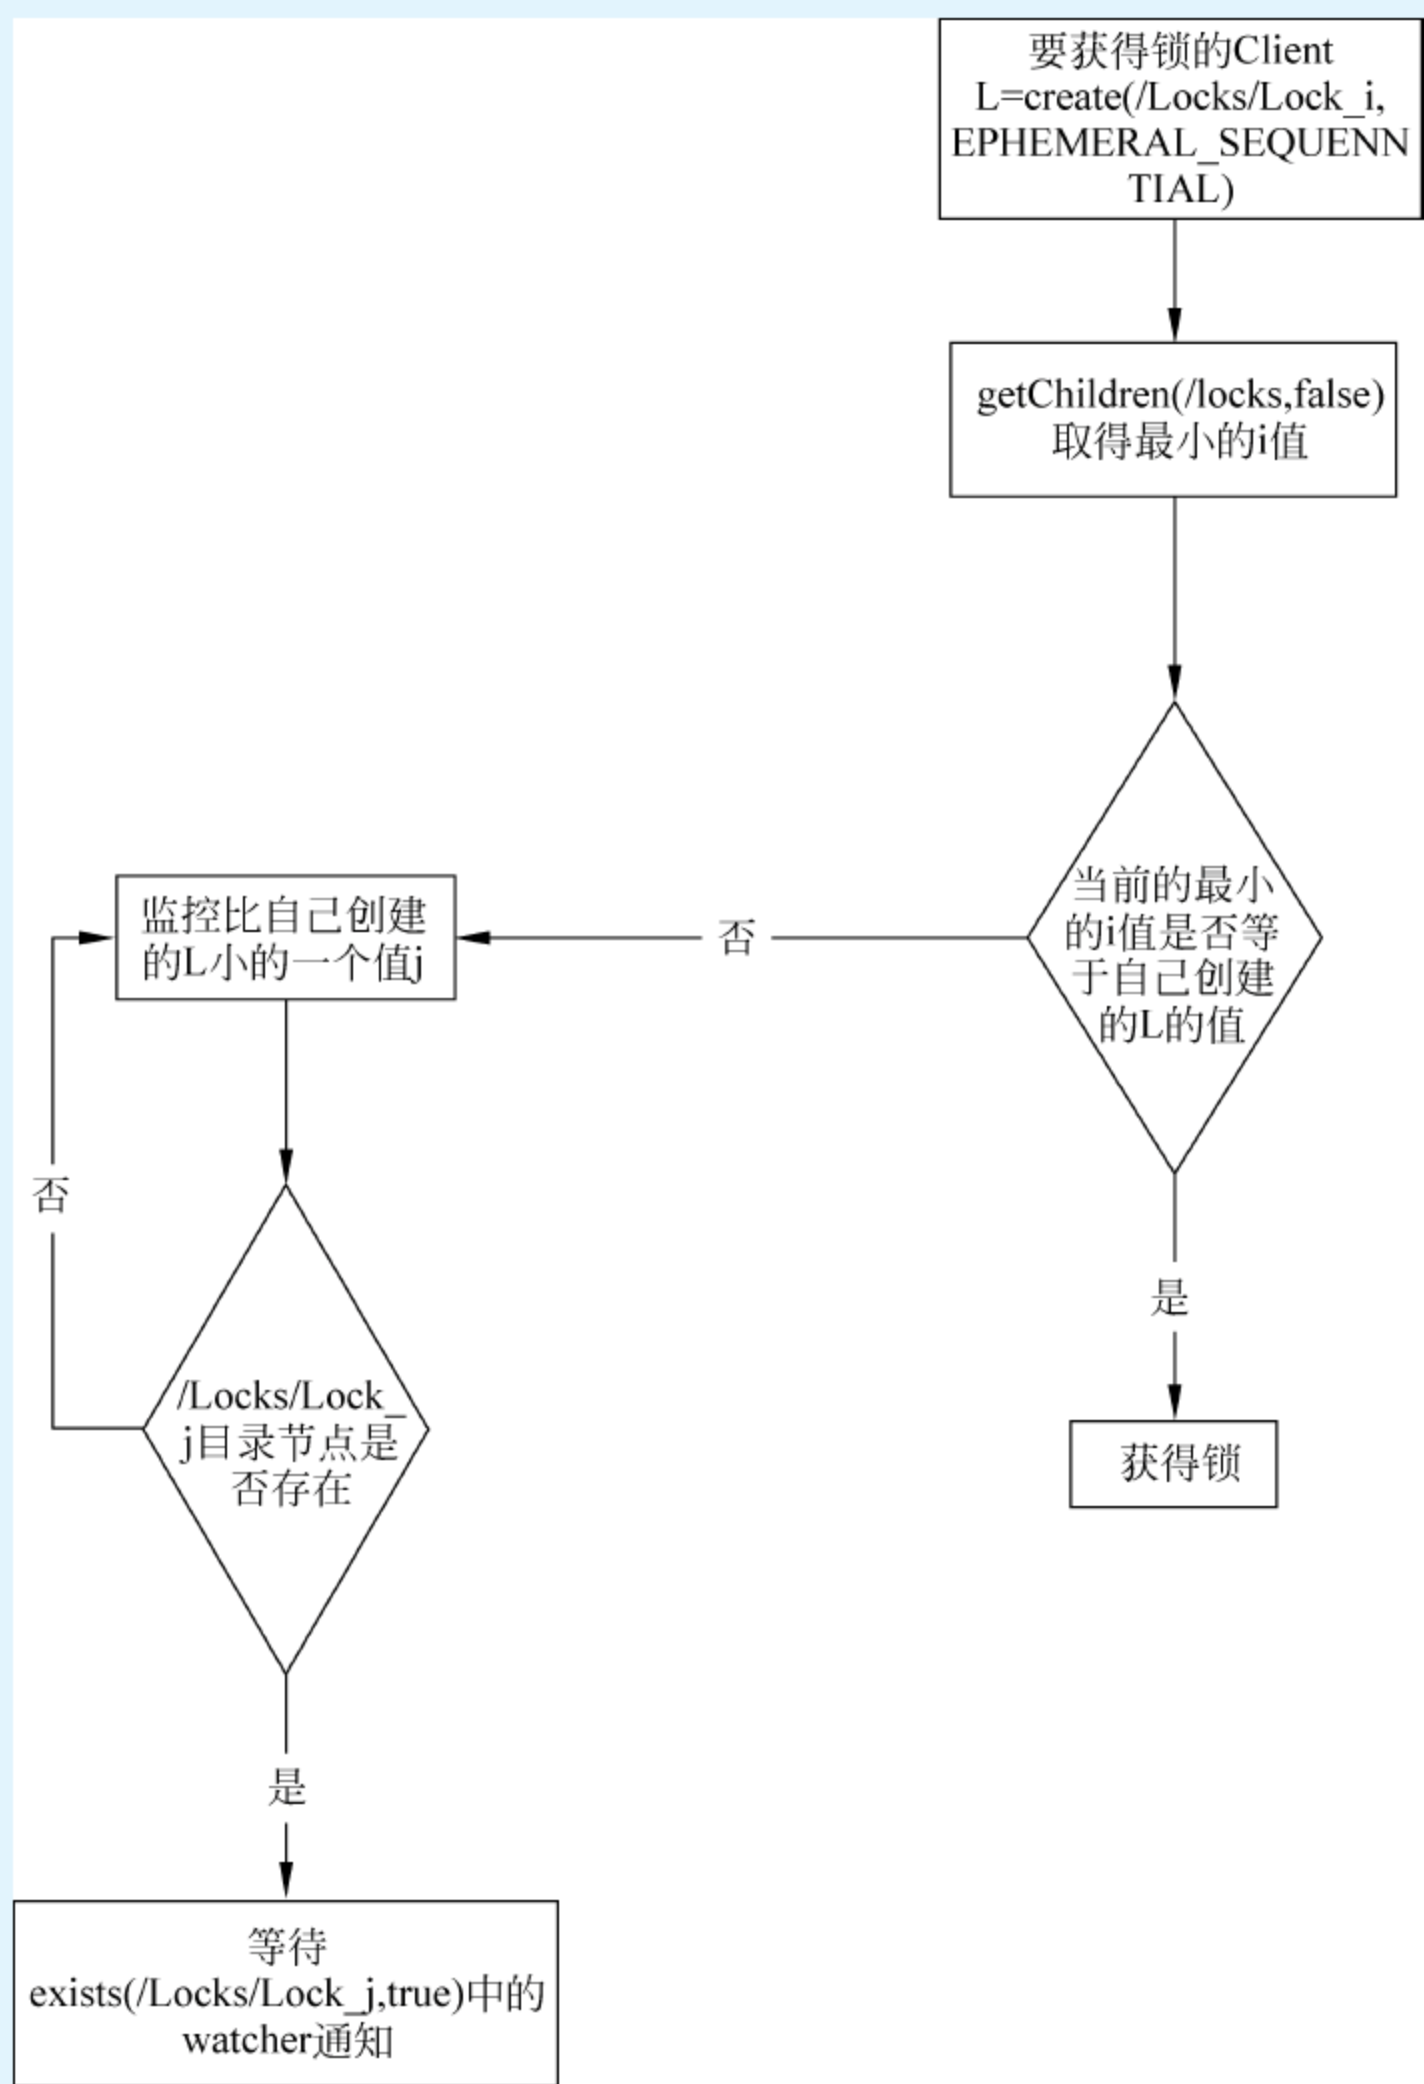 要获得锁的Client
L=create(/Locks/Lock_i,
EPHEMERAL_SEQUENN
TIAL)
getChildren(/locks,false)
取得最小的i值
当前的最小
的i值是否等
于自己创建
的L的值
否
监控比自己创建
的L小的一个值j
否
是
/Locks/Lock_
j目录节点是
否存在
获得锁
是
等待
exists(/Locks/Lock_j,true)中的
watcher通知